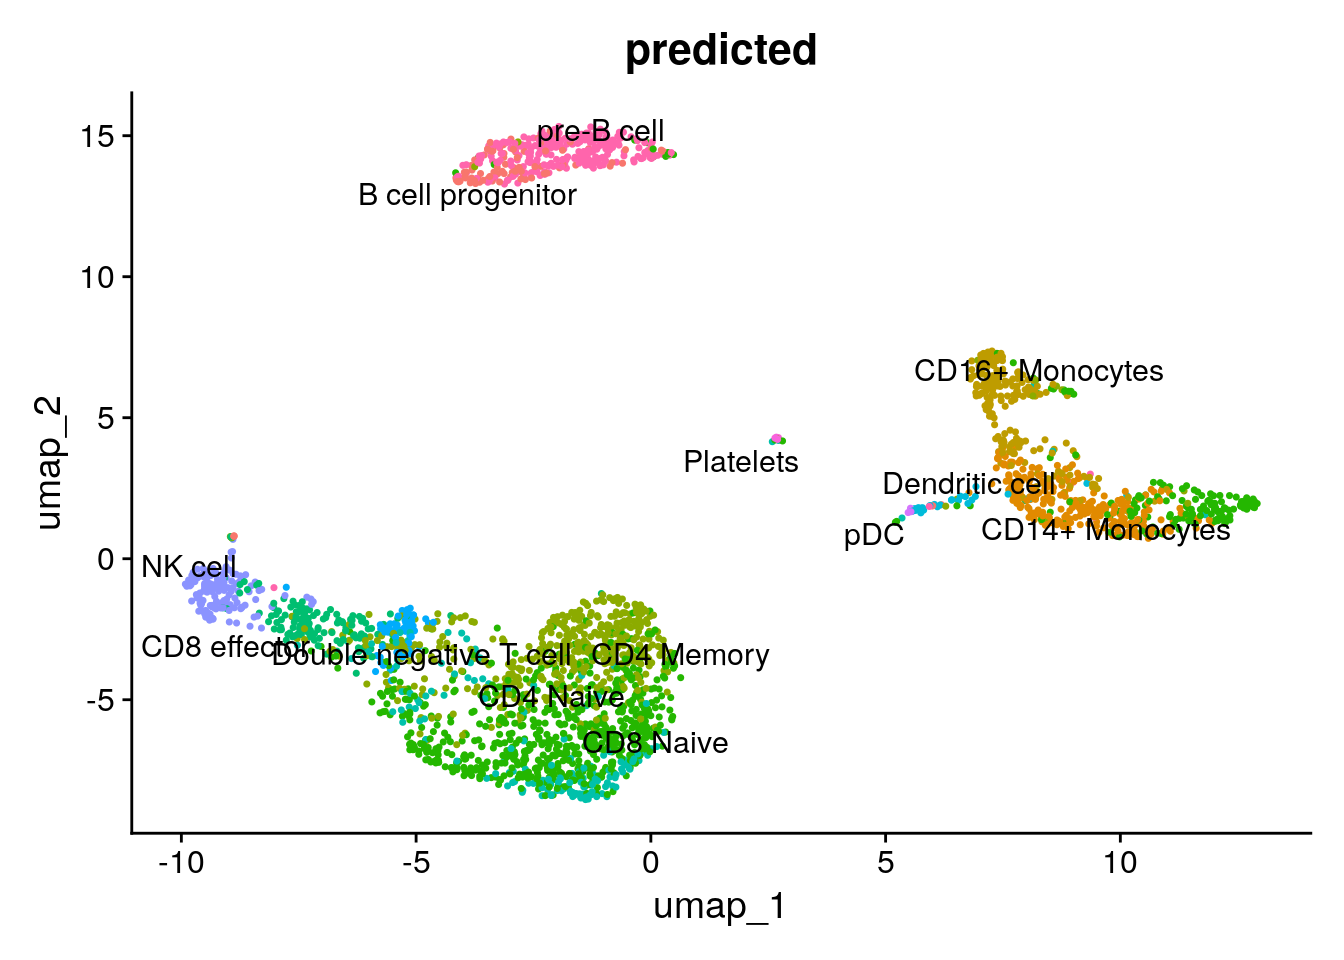 predicted
15
10
5
0
-5
umap_2
pre-B cell
B cell progenitor
CD16+ Monocytes
Platelets
Dendritic cell
pDC
CD14+ Monocytes
NK cell
CD8 effector
Double negative T cell
CD4 Memory
CD4 Naive
CD8 Naive
-10
-5
0
5
10
umap_1